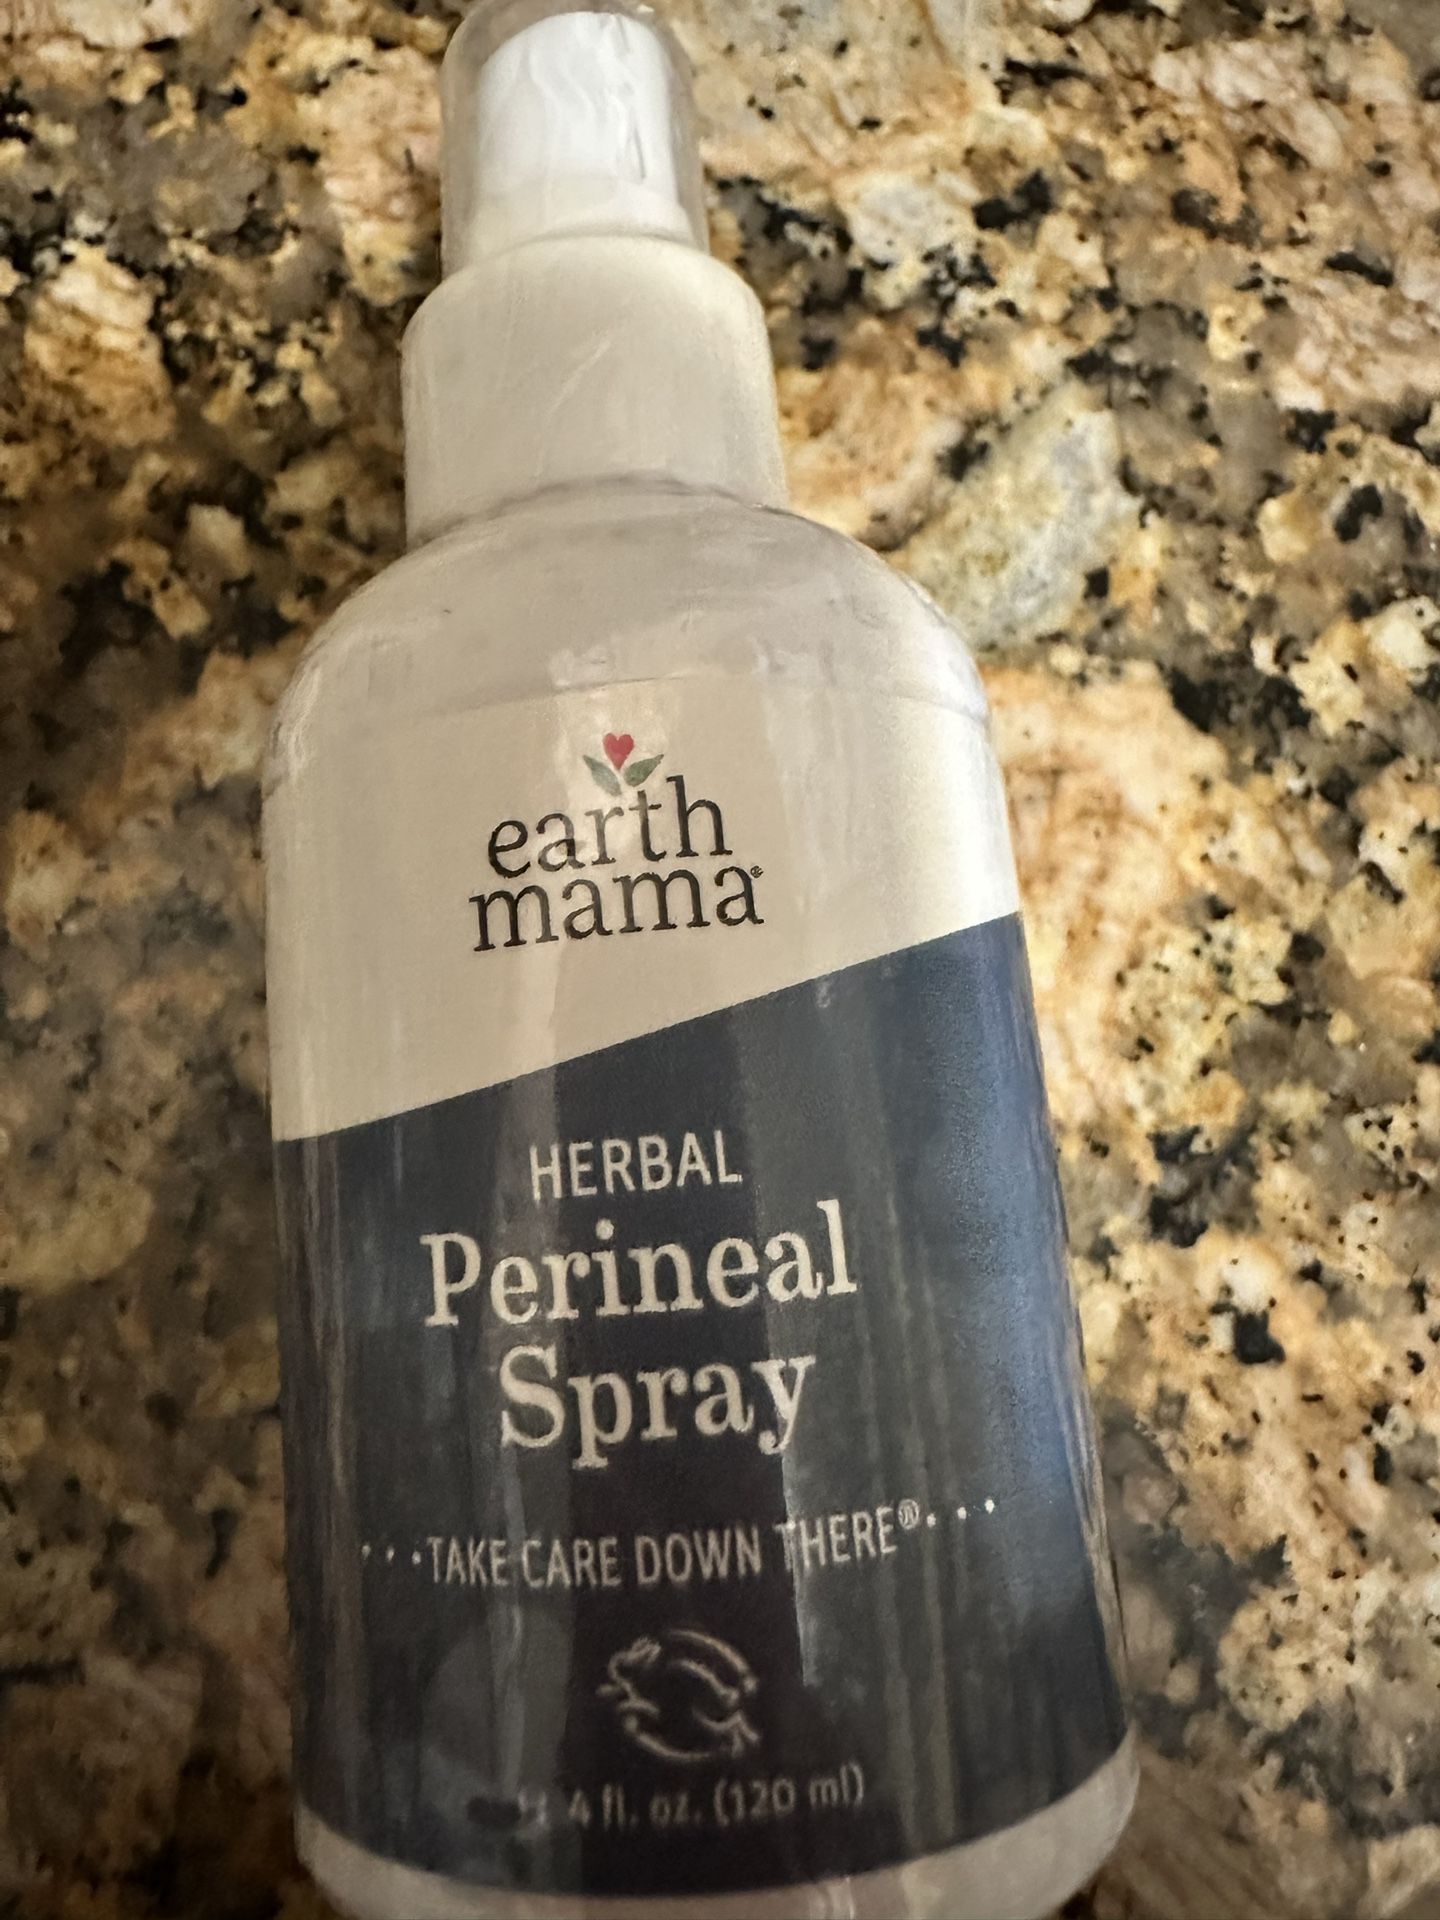 earth
mama®
HERBAL
Perineal
Spray
···TAKE CARE DOWN THERE®···
4 fl. oz. (120 ml)